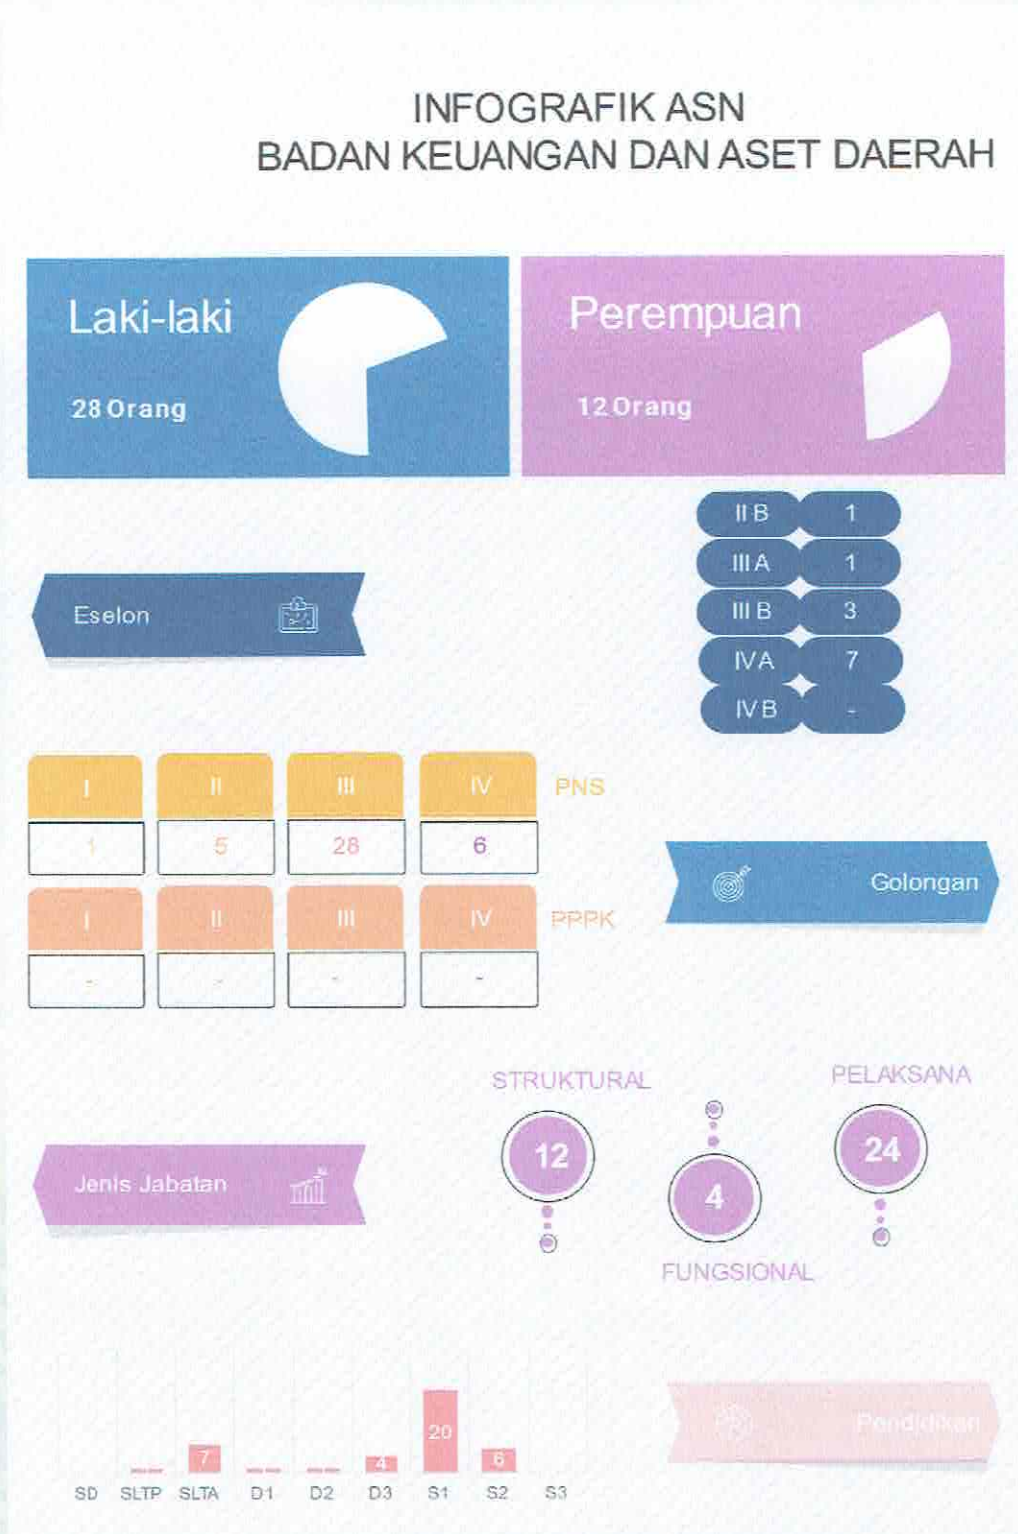 INFOGRAFIK ASN
BADAN KEUANGAN DAN ASET DAERAH
Laki-laki
28 Orang
Perempuan
12 Orang
II B 1
III A 1
III B 3
IV A 7
IV B -
Eselon
I II III IV PNS
1 5 28 6
I II III IV PPPK
- - - -
Golongan
STRUKTURAL
PELAKSANA
12
24
4
FUNGSIONAL
Jenis Jabatan
Pendidikan
20
7
4
6
SD SLTP SLTA D1 D2 D3 S1 S2 S3